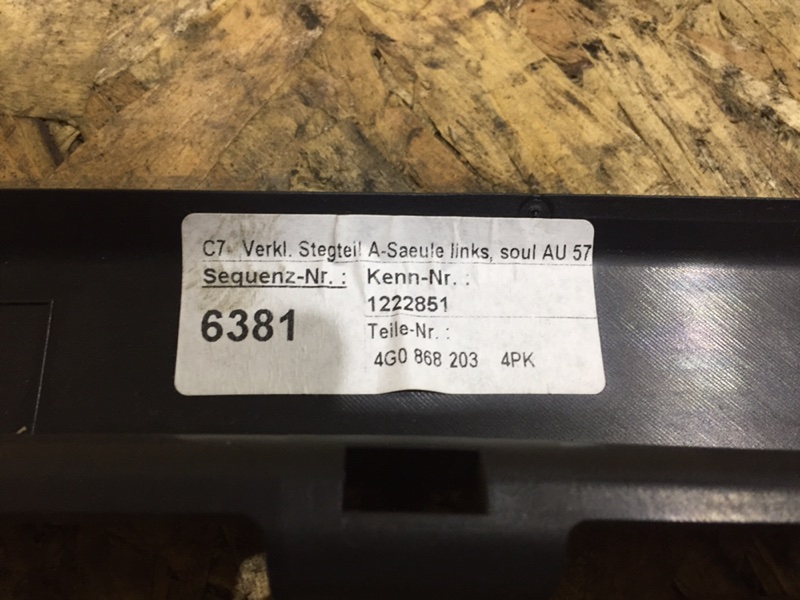 C7- Verkl. Stegteil A-Saeule links, soul AU 57
Sequenz-Nr. : Kenn-Nr. :
1222851
6381
Teile-Nr. :
4G0 868 203 4PK